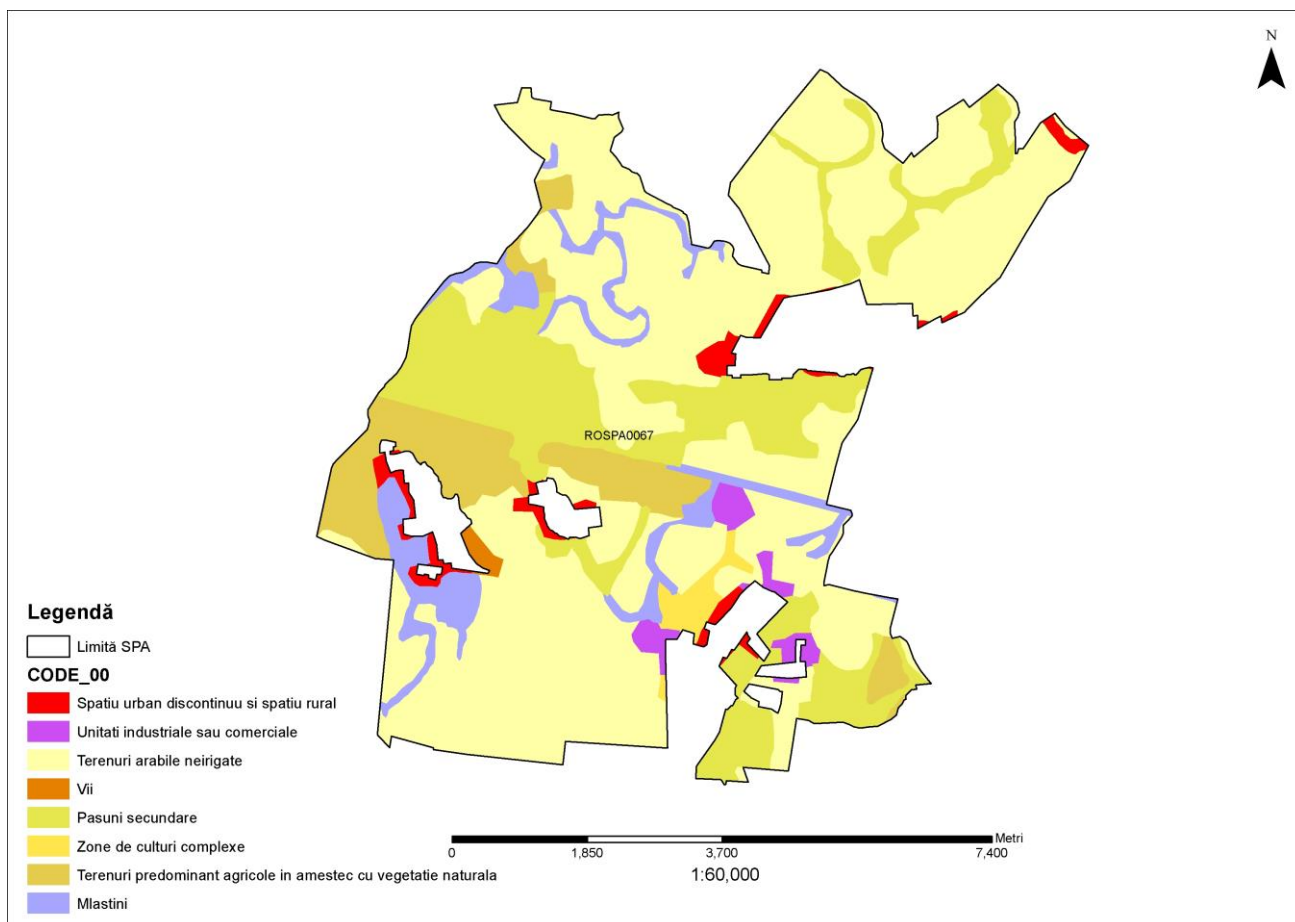 N
ROSPA0067
Legendă
Limită SPA
CODE_00
Spatiu urban discontinuu si spatiu rural
Unitati industriale sau comerciale
Terenuri arabile neirigate
Vii
Pasuni secundare
Zone de culturi complexe
Terenuri predominant agricole in amestec cu vegetatie naturala
Mlastini
Metri
0 1,850 3,700 7,400
1:60,000